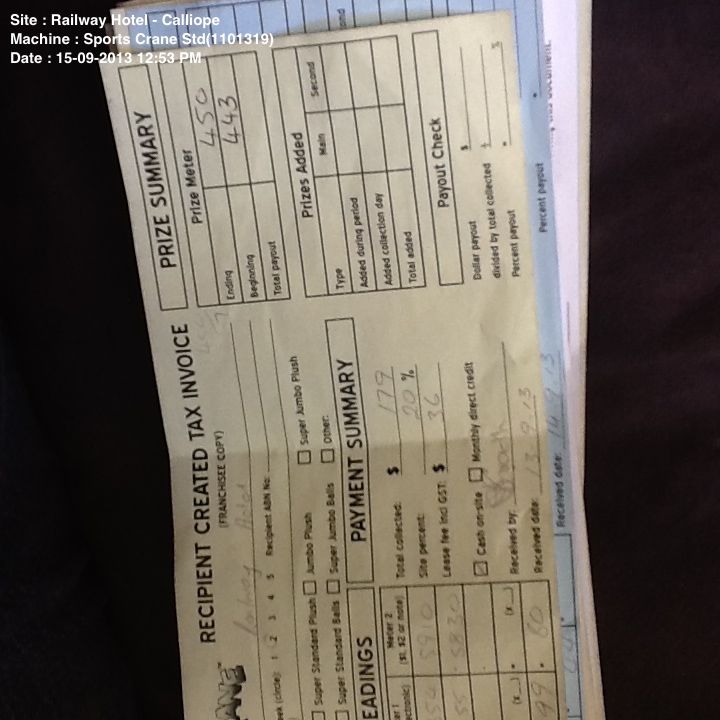 Site : Railway Hotel - Calliope
Machine : Sports Crane Std(1101319)
Date : 15-09-2013 12:53 PM
RECIPIENT CREATED TAX INVOICE
(FRANCHISEE COPY)
(circle): 1 2 3 4 5 Recipient ABN No:
Super Standard Plush Jumbo Plush Super Jumbo Plush
Super Standard Balls Super Jumbo Balls Other:
EADINGS
Meter 2
($1, $2 or note)
5910
5830
80
PAYMENT SUMMARY
Total collected: $ 179
Site percent: 20 %
Lease fee incl GST: $ 36
Cash on-site Monthly direct credit
Received by:
Received date: 13.9.13
Received date: 14.9.13
PRIZE SUMMARY
Prize Meter
Ending 450
Beginning 443
Total payout
Prizes Added
Type Main Second
Added during period
Added collection day
Total added
Payout Check
Dollar payout $
divided by total collected ÷ $
Percent payout =
Percent payout
this document.